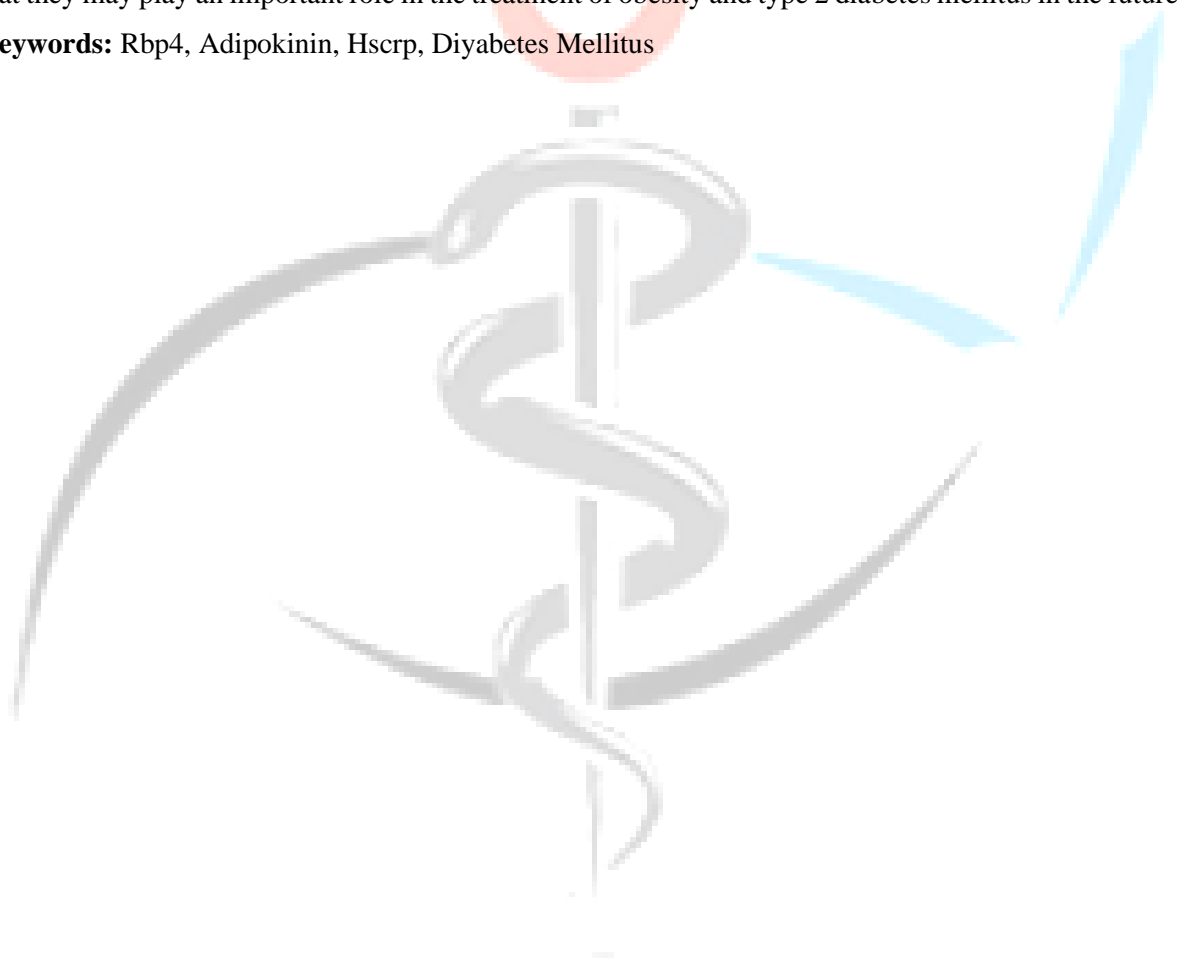 at they may play an important role in the treatment of obesity and type 2 diabetes mellitus in the future
eywords: Rbp4, Adipokinin, Hscrp, Diyabetes Mellitus